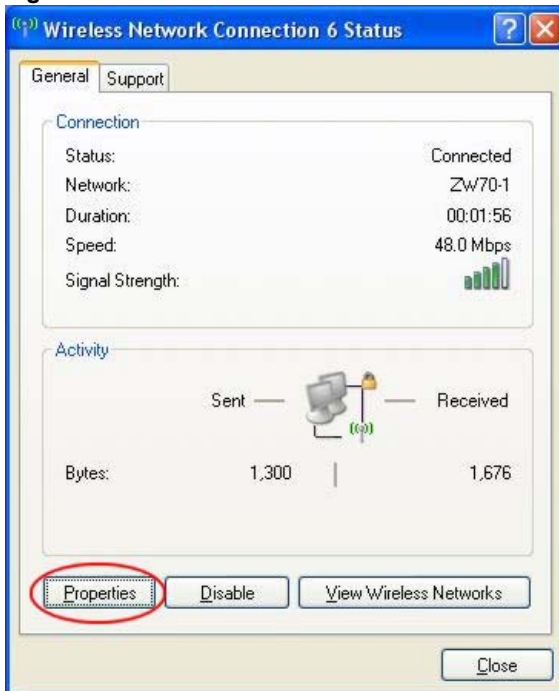 Wireless Network Connection 6 Status
General Support
Connection
Status: Connected
Network: ZW70-1
Duration: 00:01:56
Speed: 48.0 Mbps
Signal Strength:
Activity
Sent — — Received
Bytes: 1,300 | 1,676
Properties Disable View Wireless Networks
Close